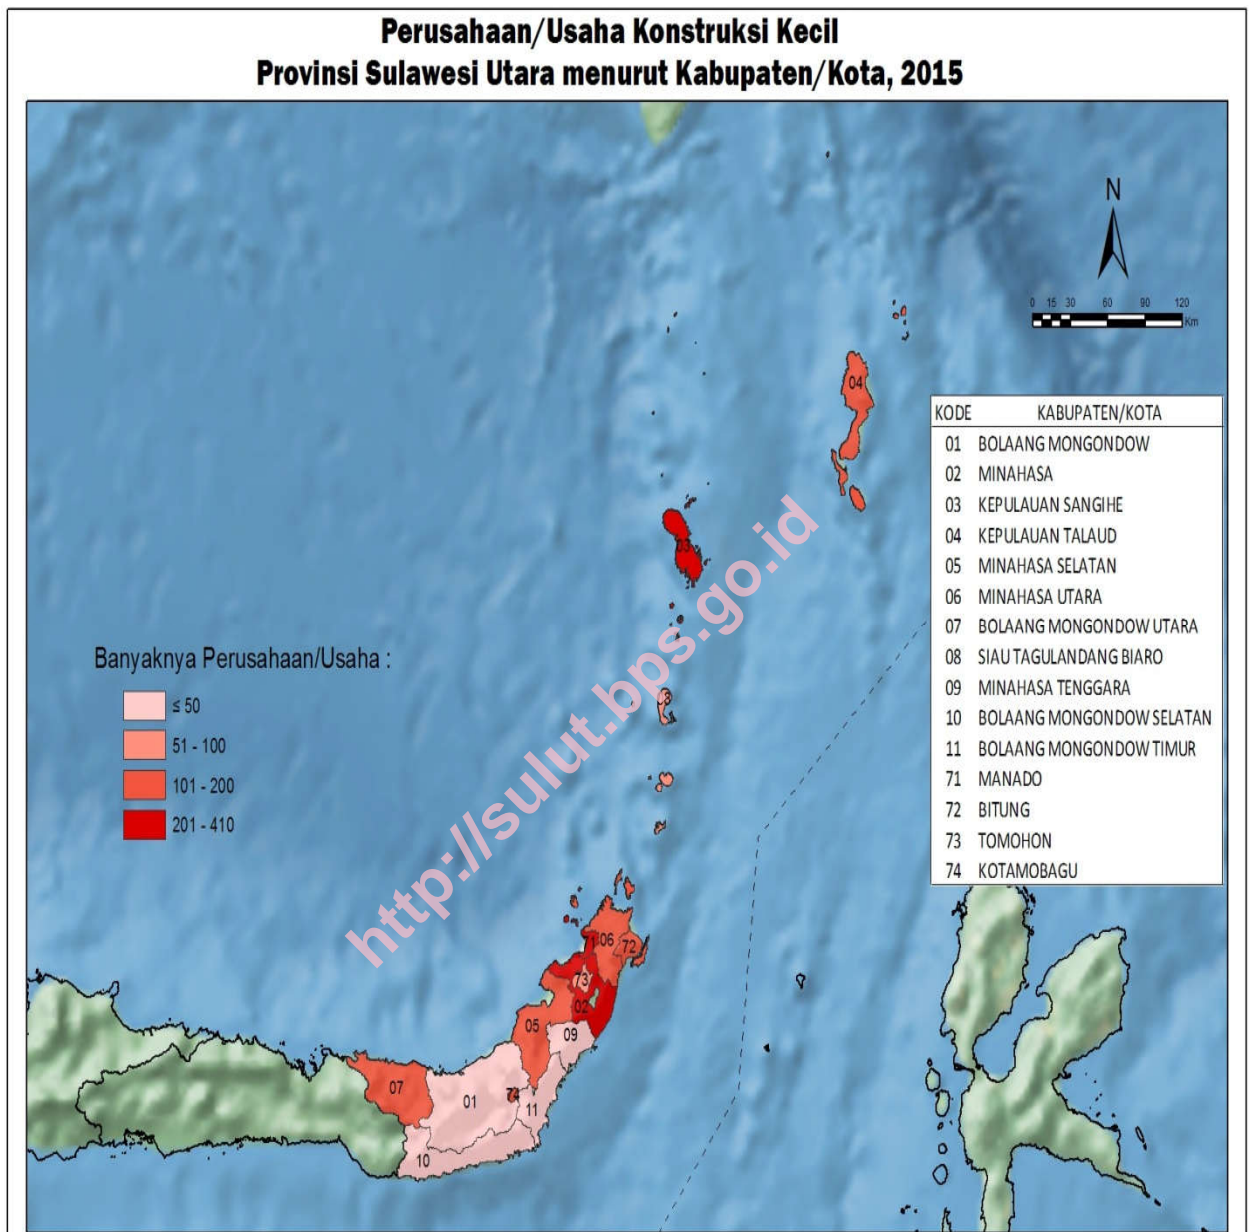 Perusahaan/Usaha Konstruksi Kecil
Provinsi Sulawesi Utara menurut Kabupaten/Kota, 2015
N
0 15 30 60 90 120
Km
04
KODE KABUPATEN/KOTA
01 BOLAANG MONGONDOW
02 MINAHASA
03 KEPULAUAN SANGIHE
04 KEPULAUAN TALAUD
05 MINAHASA SELATAN
06 MINAHASA UTARA
07 BOLAANG MONGONDOW UTARA
08 SIAU TAGULANDANG BIARO
09 MINAHASA TENGGARA
10 BOLAANG MONGONDOW SELATAN
11 BOLAANG MONGONDOW TIMUR
71 MANADO
72 BITUNG
73 TOMOHON
74 KOTAMOBAGU
03
http://sulut.bps.go.id
Banyaknya Perusahaan/Usaha :
≤ 50
51 - 100
101 - 200
201 - 410
06
72
73
02
05
09
07
74
01
11
10